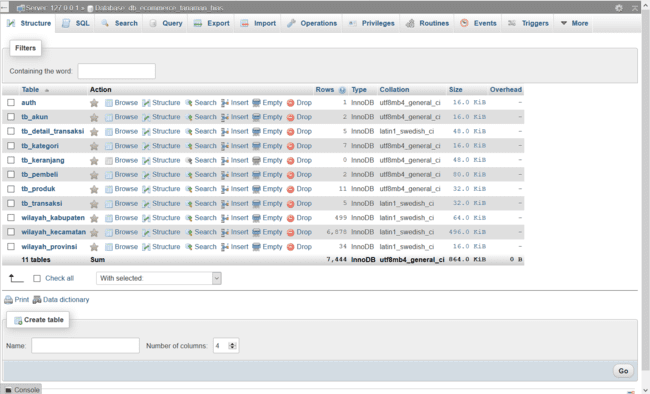 Server: 127.0.0.1 » Database: db_ecommerce
Structure SQL Search Query Export Import Operations Privileges Routines Events Triggers More
Filters
Containing the word:
Table Action Rows Type Collation Size Overhead
auth Browse Structure Search Insert Empty Drop 1 InnoDB utf8mb4_general_ci 16.0 KiB -
tb_akun Browse Structure Search Insert Empty Drop 2 InnoDB utf8mb4_general_ci 16.0 KiB -
tb_detail_transaksi Browse Structure Search Insert Empty Drop 5 InnoDB latin1_swedish_ci 48.0 KiB -
tb_kategori Browse Structure Search Insert Empty Drop 7 InnoDB utf8mb4_general_ci 16.0 KiB -
tb_keranjang Browse Structure Search Insert Empty Drop 0 InnoDB utf8mb4_general_ci 48.0 KiB -
tb_pembeli Browse Structure Search Insert Empty Drop 2 InnoDB utf8mb4_general_ci 80.0 KiB -
tb_produk Browse Structure Search Insert Empty Drop 11 InnoDB utf8mb4_general_ci 32.0 KiB -
tb_transaksi Browse Structure Search Insert Empty Drop 5 InnoDB latin1_swedish_ci 32.0 KiB -
wilayah_kabupaten Browse Structure Search Insert Empty Drop 499 InnoDB latin1_swedish_ci 64.0 KiB -
wilayah_kecamatan Browse Structure Search Insert Empty Drop 6,878 InnoDB latin1_swedish_ci 496.0 KiB -
wilayah_provinsi Browse Structure Search Insert Empty Drop 34 InnoDB latin1_swedish_ci 16.0 KiB -
11 tables Sum 7,444 InnoDB utf8mb4_general_ci 864.0 KiB 0 B
Check all With selected:
Print Data dictionary
Create table
Name: Number of columns: 4
Go
Console